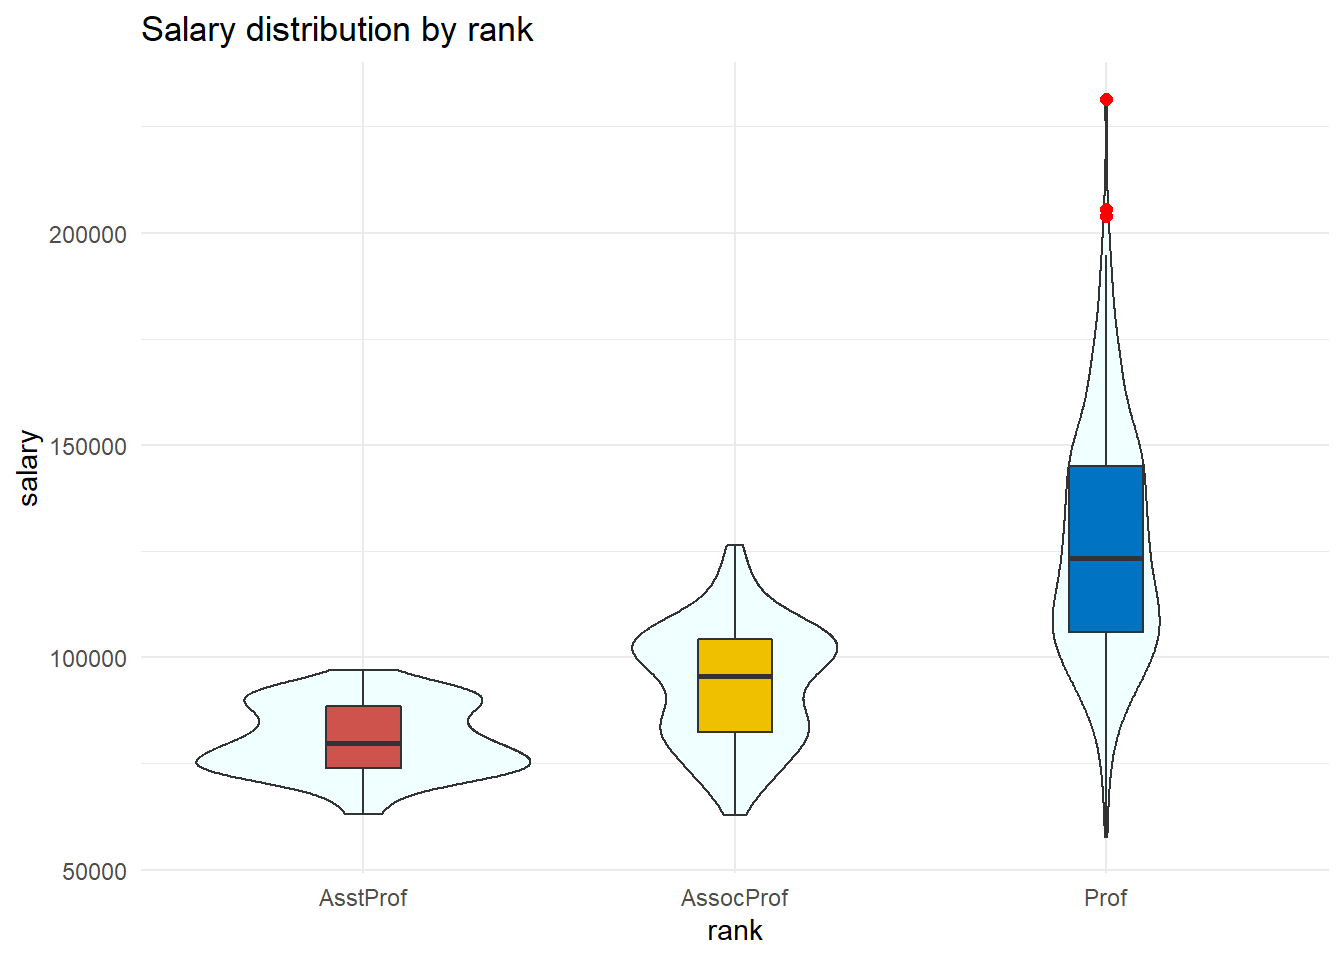 Salary distribution by rank
salary
200000
150000
100000
50000
AsstProf
AssocProf
Prof
rank